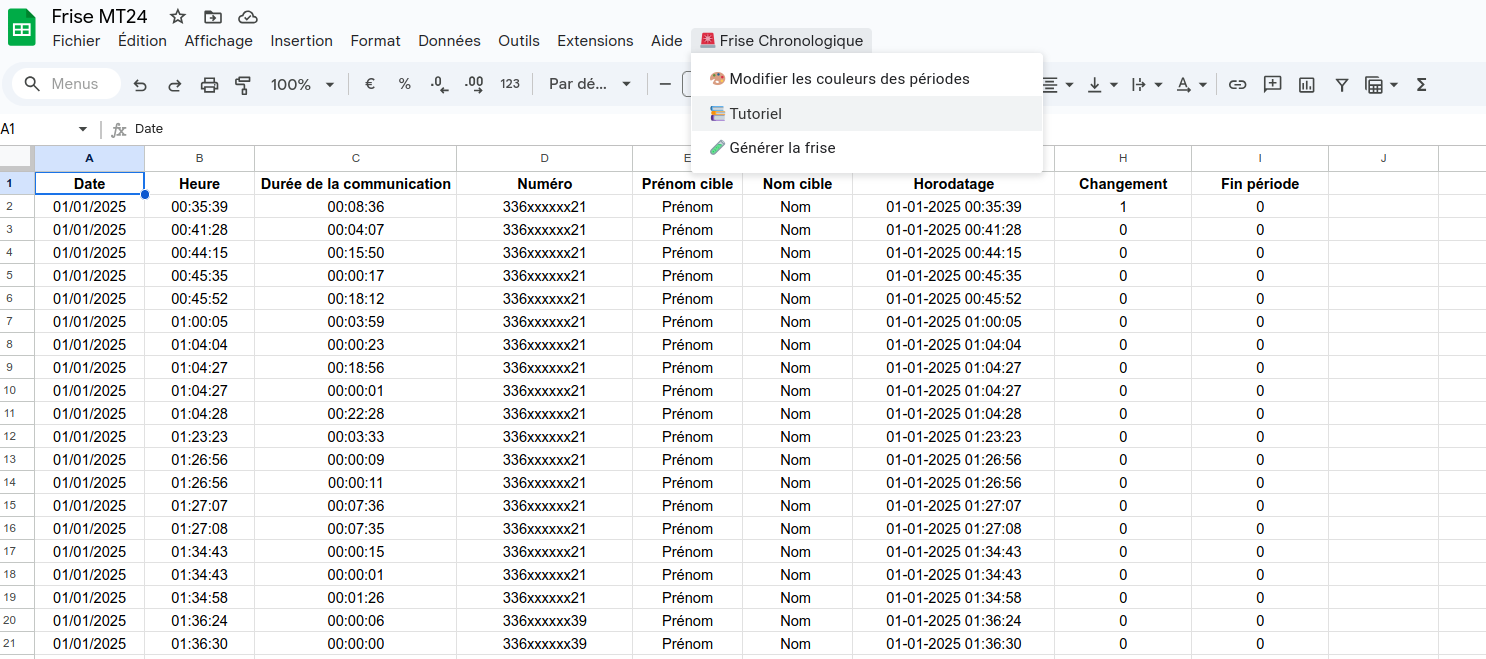 Frise MT24
Fichier Édition Affichage Insertion Format Données Outils Extensions Aide Frise Chronologique
Menus 100% € % .0 .00 123 Par dé...
Modifier les couleurs des périodes
Tutoriel
Générer la frise
A1 fx Date
A B C D E H I J
1 Date Heure Durée de la communication Numéro Prénom cible Nom cible Horodatage Changement Fin période
2 01/01/2025 00:35:39 00:08:36 336xxxxxx21 Prénom Nom 01-01-2025 00:35:39 1 0
3 01/01/2025 00:41:28 00:04:07 336xxxxxx21 Prénom Nom 01-01-2025 00:41:28 0 0
4 01/01/2025 00:44:15 00:15:50 336xxxxxx21 Prénom Nom 01-01-2025 00:44:15 0 0
5 01/01/2025 00:45:35 00:00:17 336xxxxxx21 Prénom Nom 01-01-2025 00:45:35 0 0
6 01/01/2025 00:45:52 00:18:12 336xxxxxx21 Prénom Nom 01-01-2025 00:45:52 0 0
7 01/01/2025 01:00:05 00:03:59 336xxxxxx21 Prénom Nom 01-01-2025 01:00:05 0 0
8 01/01/2025 01:04:04 00:00:23 336xxxxxx21 Prénom Nom 01-01-2025 01:04:04 0 0
9 01/01/2025 01:04:27 00:18:56 336xxxxxx21 Prénom Nom 01-01-2025 01:04:27 0 0
10 01/01/2025 01:04:27 00:00:01 336xxxxxx21 Prénom Nom 01-01-2025 01:04:27 0 0
11 01/01/2025 01:04:28 00:22:28 336xxxxxx21 Prénom Nom 01-01-2025 01:04:28 0 0
12 01/01/2025 01:23:23 00:03:33 336xxxxxx21 Prénom Nom 01-01-2025 01:23:23 0 0
13 01/01/2025 01:26:56 00:00:09 336xxxxxx21 Prénom Nom 01-01-2025 01:26:56 0 0
14 01/01/2025 01:26:56 00:00:11 336xxxxxx21 Prénom Nom 01-01-2025 01:26:56 0 0
15 01/01/2025 01:27:07 00:07:36 336xxxxxx21 Prénom Nom 01-01-2025 01:27:07 0 0
16 01/01/2025 01:27:08 00:07:35 336xxxxxx21 Prénom Nom 01-01-2025 01:27:08 0 0
17 01/01/2025 01:34:43 00:00:15 336xxxxxx21 Prénom Nom 01-01-2025 01:34:43 0 0
18 01/01/2025 01:34:43 00:00:01 336xxxxxx21 Prénom Nom 01-01-2025 01:34:43 0 0
19 01/01/2025 01:34:58 00:01:26 336xxxxxx21 Prénom Nom 01-01-2025 01:34:58 0 0
20 01/01/2025 01:36:24 00:00:06 336xxxxxx39 Prénom Nom 01-01-2025 01:36:24 0 0
21 01/01/2025 01:36:30 00:00:00 336xxxxxx39 Prénom Nom 01-01-2025 01:36:30 0 0